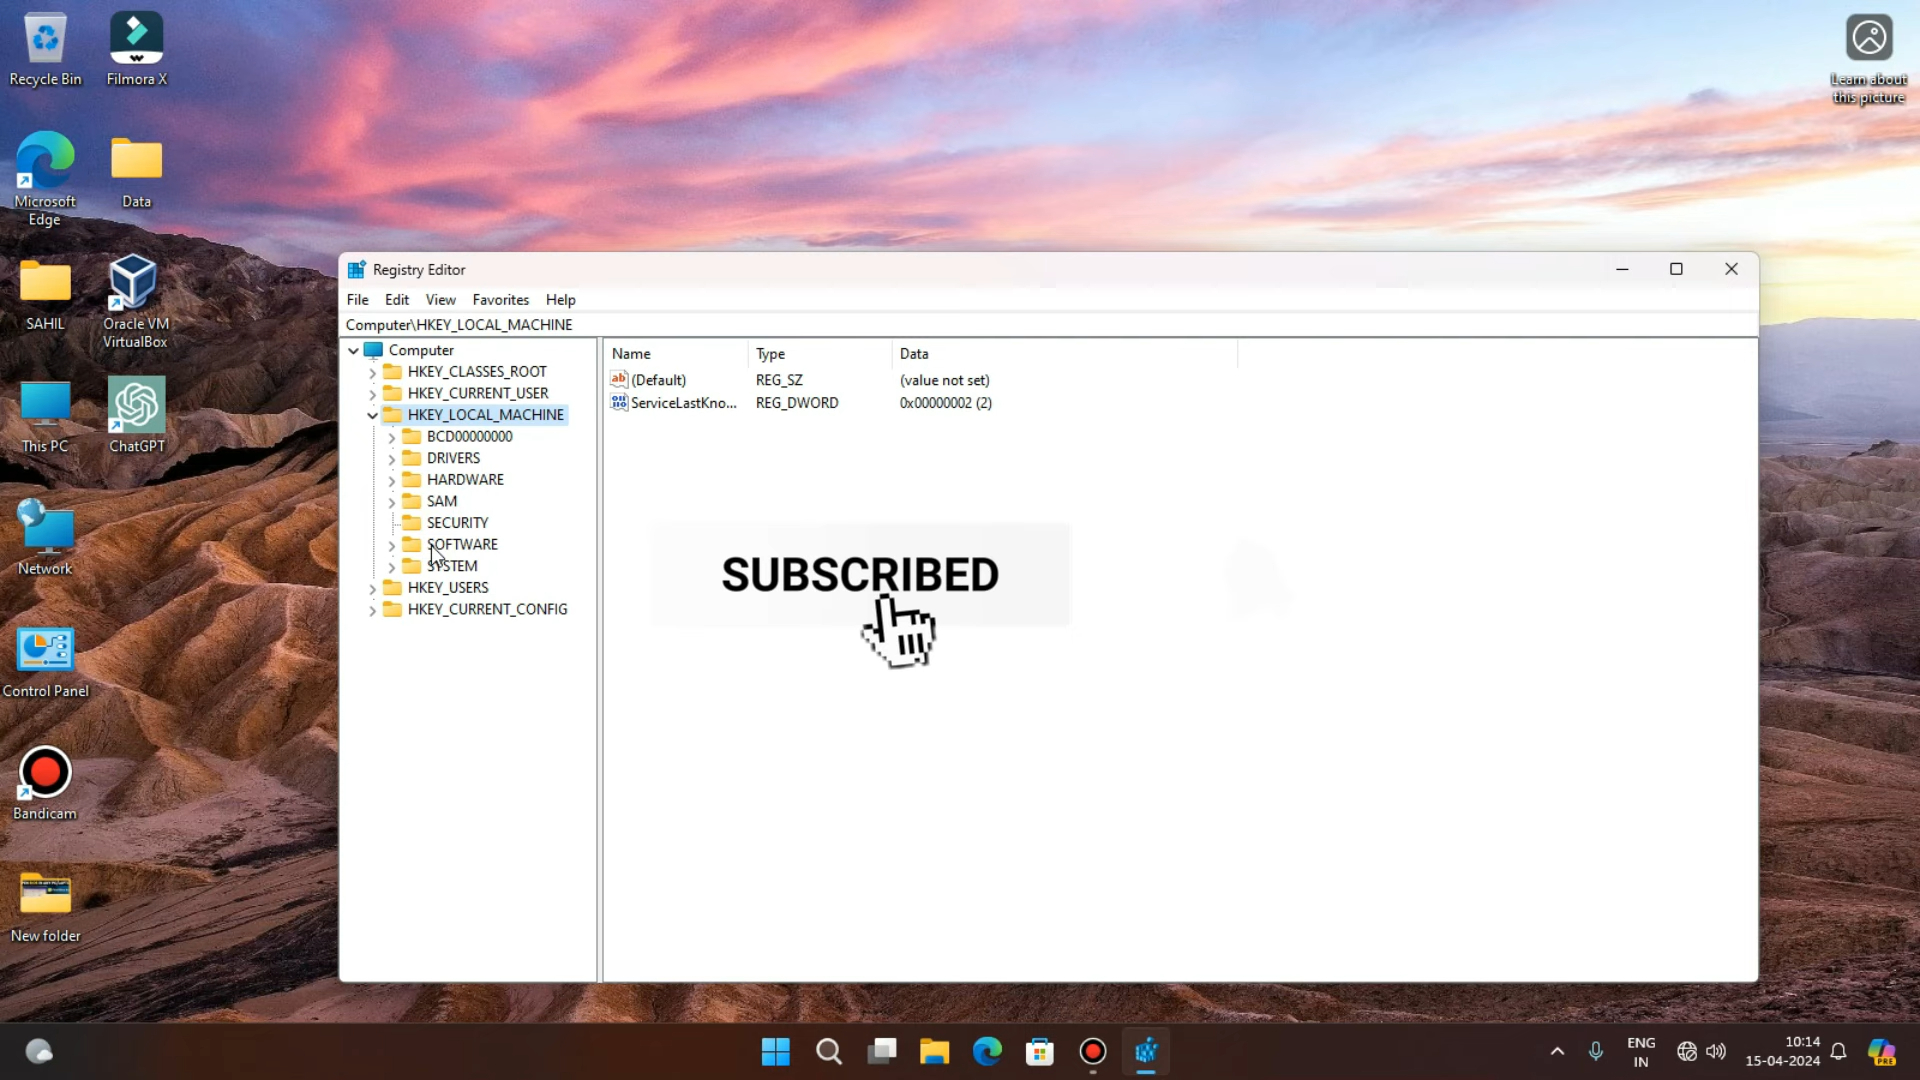 Recycle Bin
Filmora X
Learn about
this picture
Microsoft
Edge
Data
SAHIL
Oracle VM
VirtualBox
This PC
ChatGPT
Network
Control Panel
Bandicam
New folder
Registry Editor
File Edit View Favorites Help
Computer\HKEY_LOCAL_MACHINE
Computer
HKEY_CLASSES_ROOT
HKEY_CURRENT_USER
HKEY_LOCAL_MACHINE
BCD00000000
DRIVERS
HARDWARE
SAM
SECURITY
SOFTWARE
SYSTEM
HKEY_USERS
HKEY_CURRENT_CONFIG
Name Type Data
(Default) REG_SZ (value not set)
ServiceLastKno... REG_DWORD 0x00000002 (2)
SUBSCRIBED
ENG
IN
10:14
15-04-2024
PRE